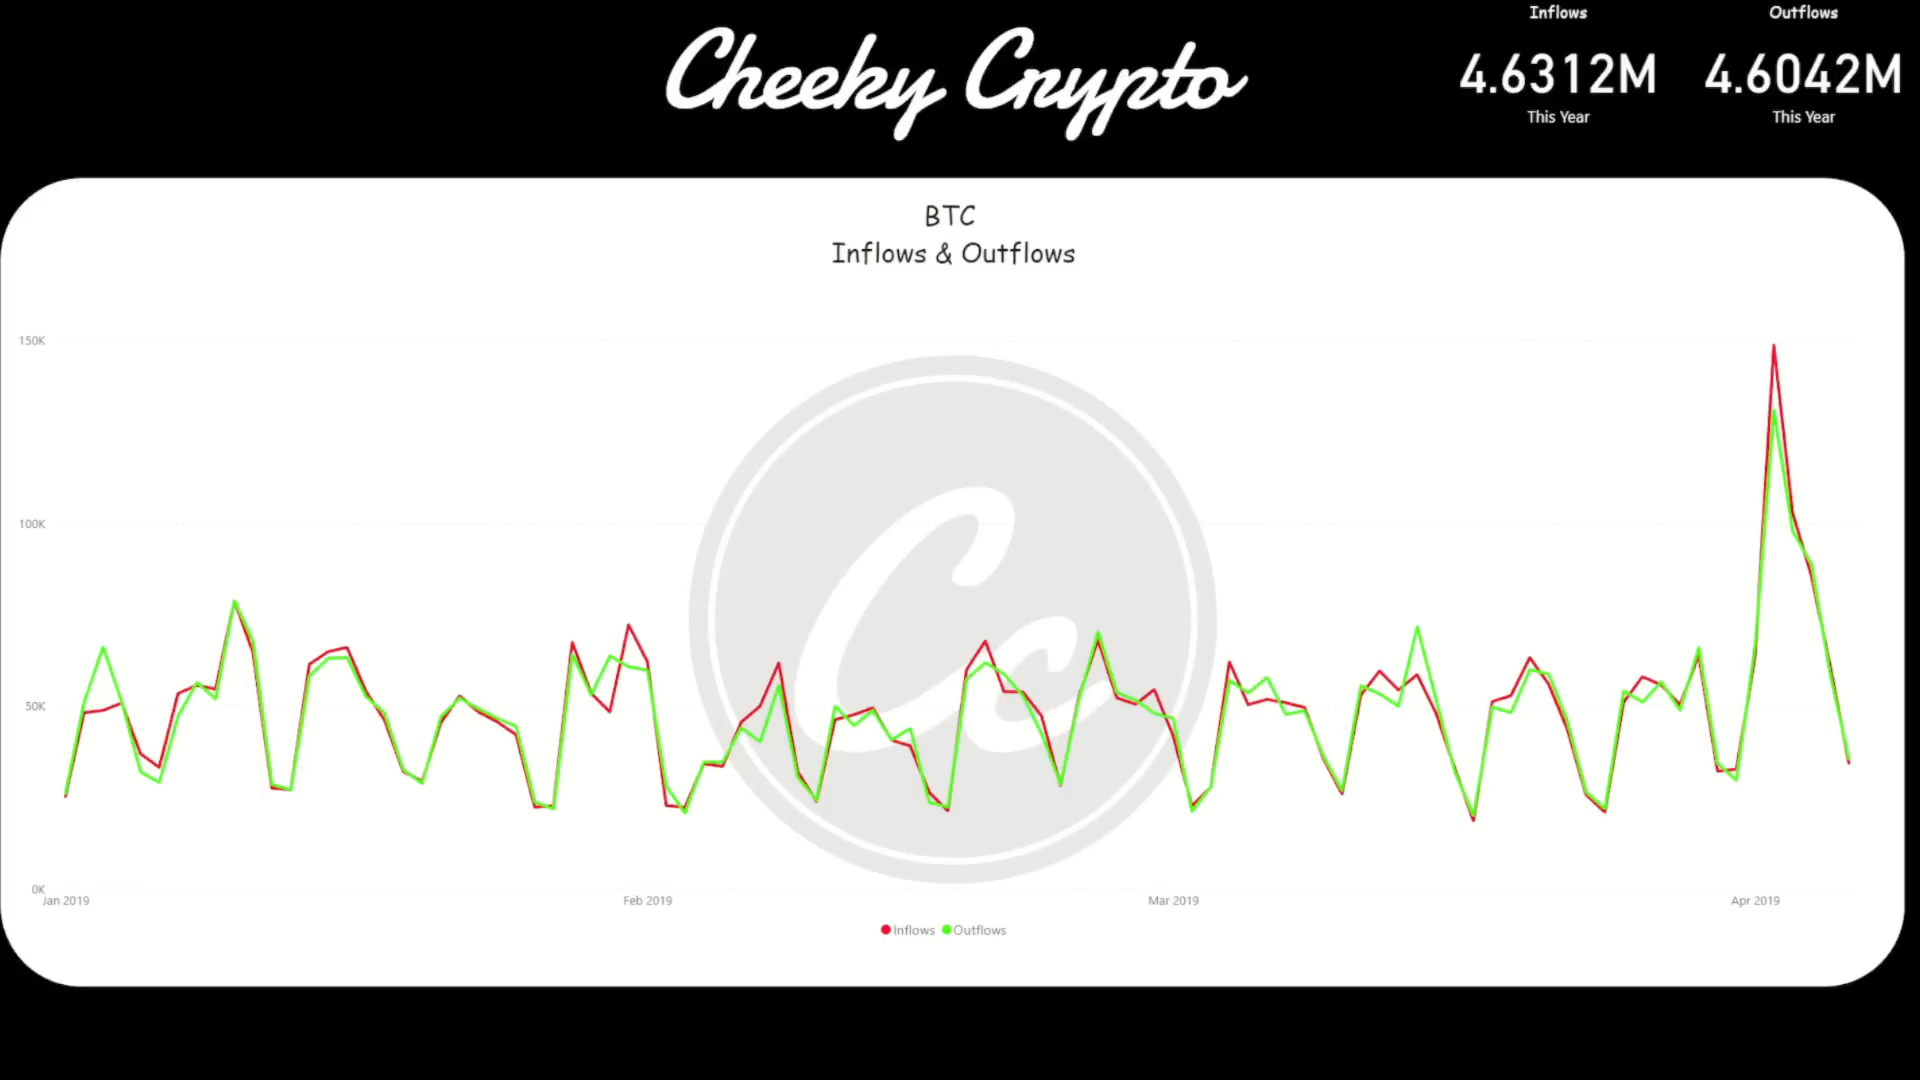 Cheeky Crypto
Inflows
4.6312M
This Year
Outflows
4.6042M
This Year
BTC
Inflows & Outflows
150K
100K
50K
0K
Jan 2019
Feb 2019
Mar 2019
Apr 2019
Inflows
Outflows
Cc